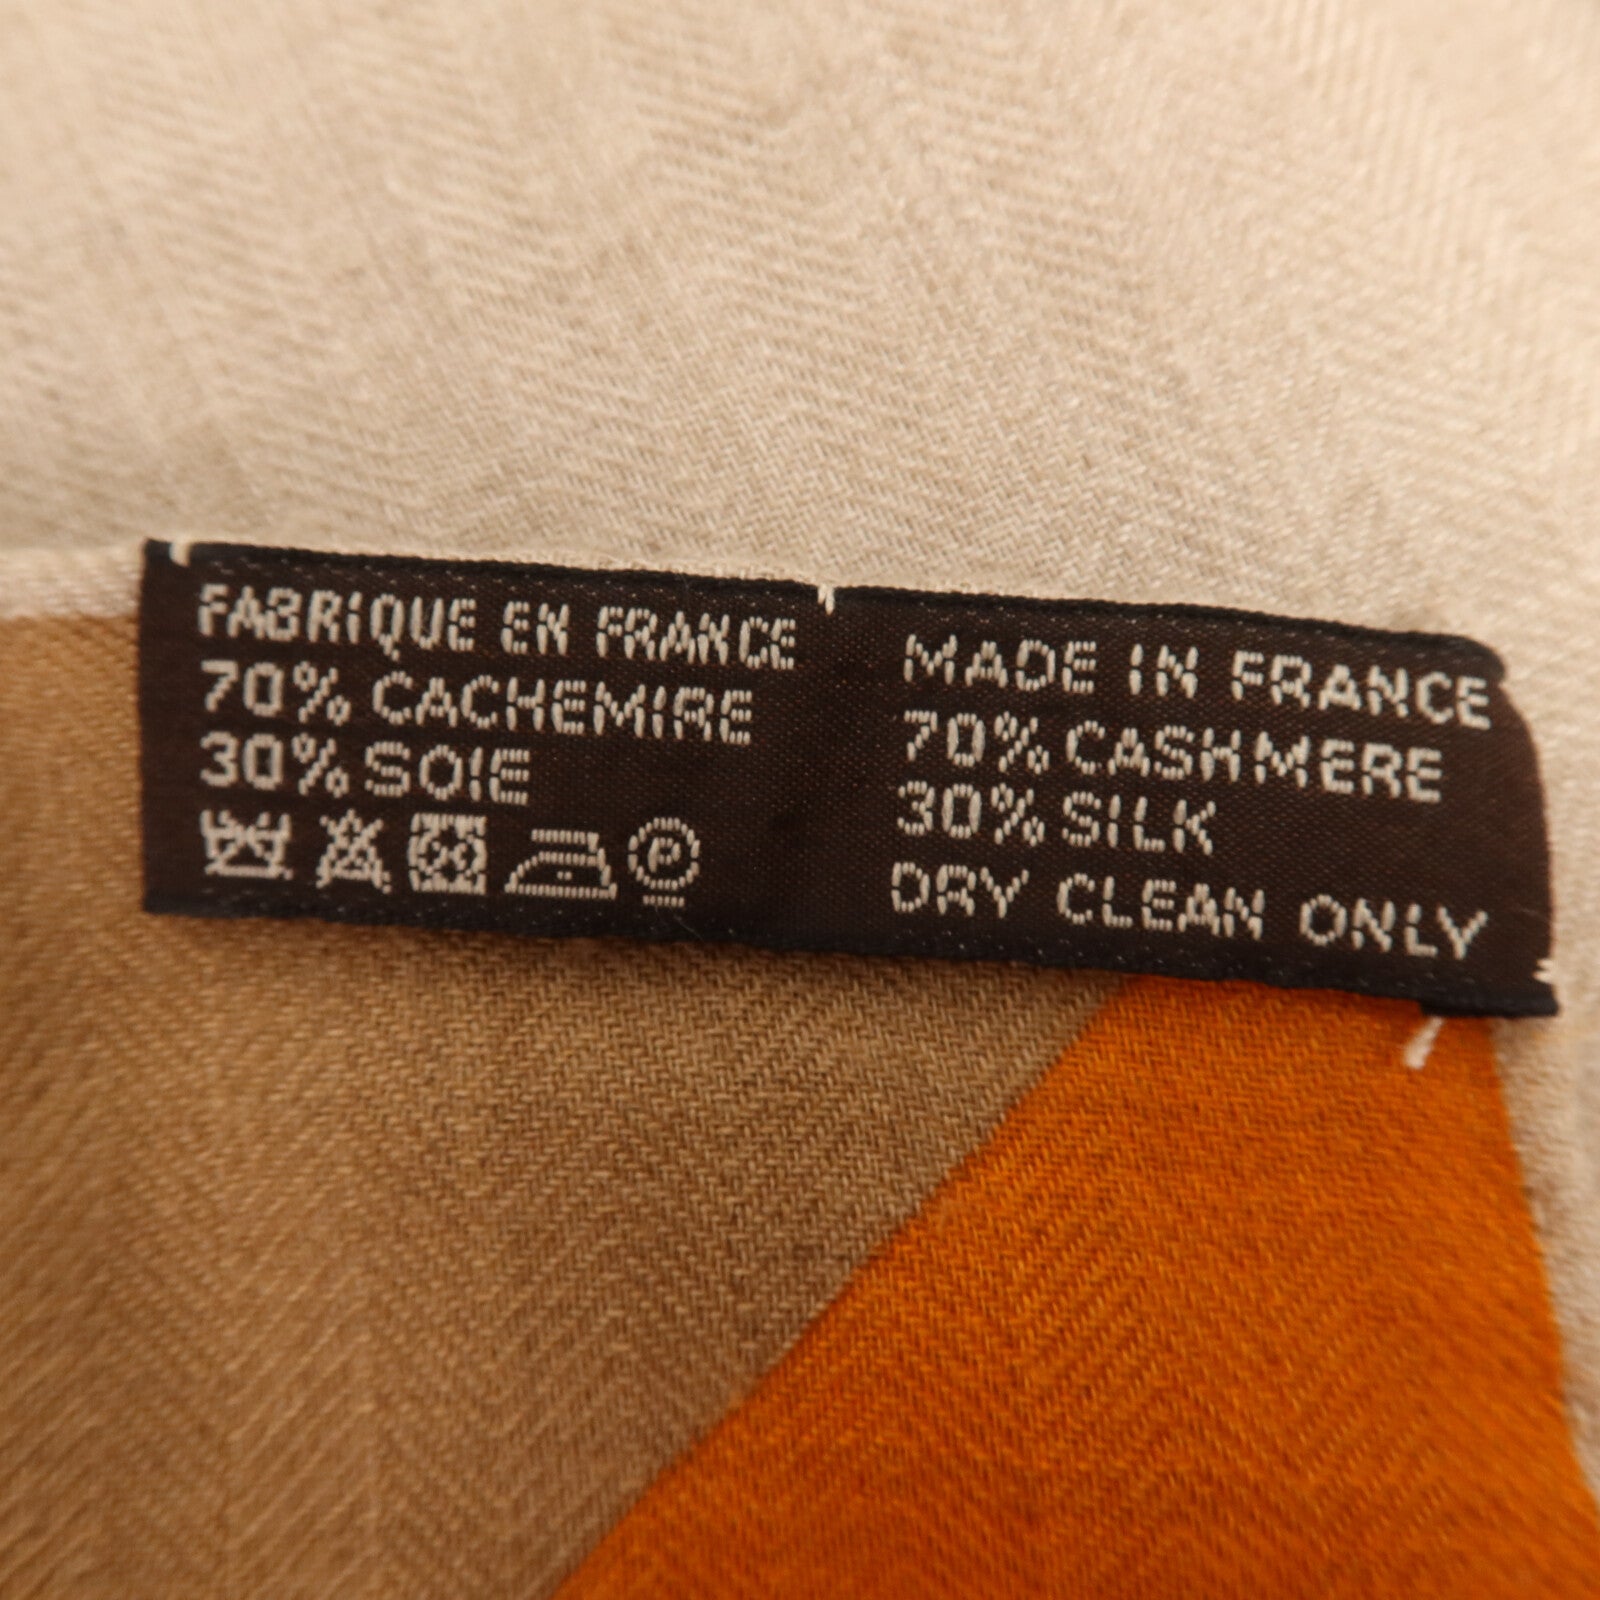 FABRIQUE EN FRANCE
70% CACHEMIRE
30% SOIE
P
MADE IN FRANCE
70% CASHMERE
30% SILK
DRY CLEAN ONLY